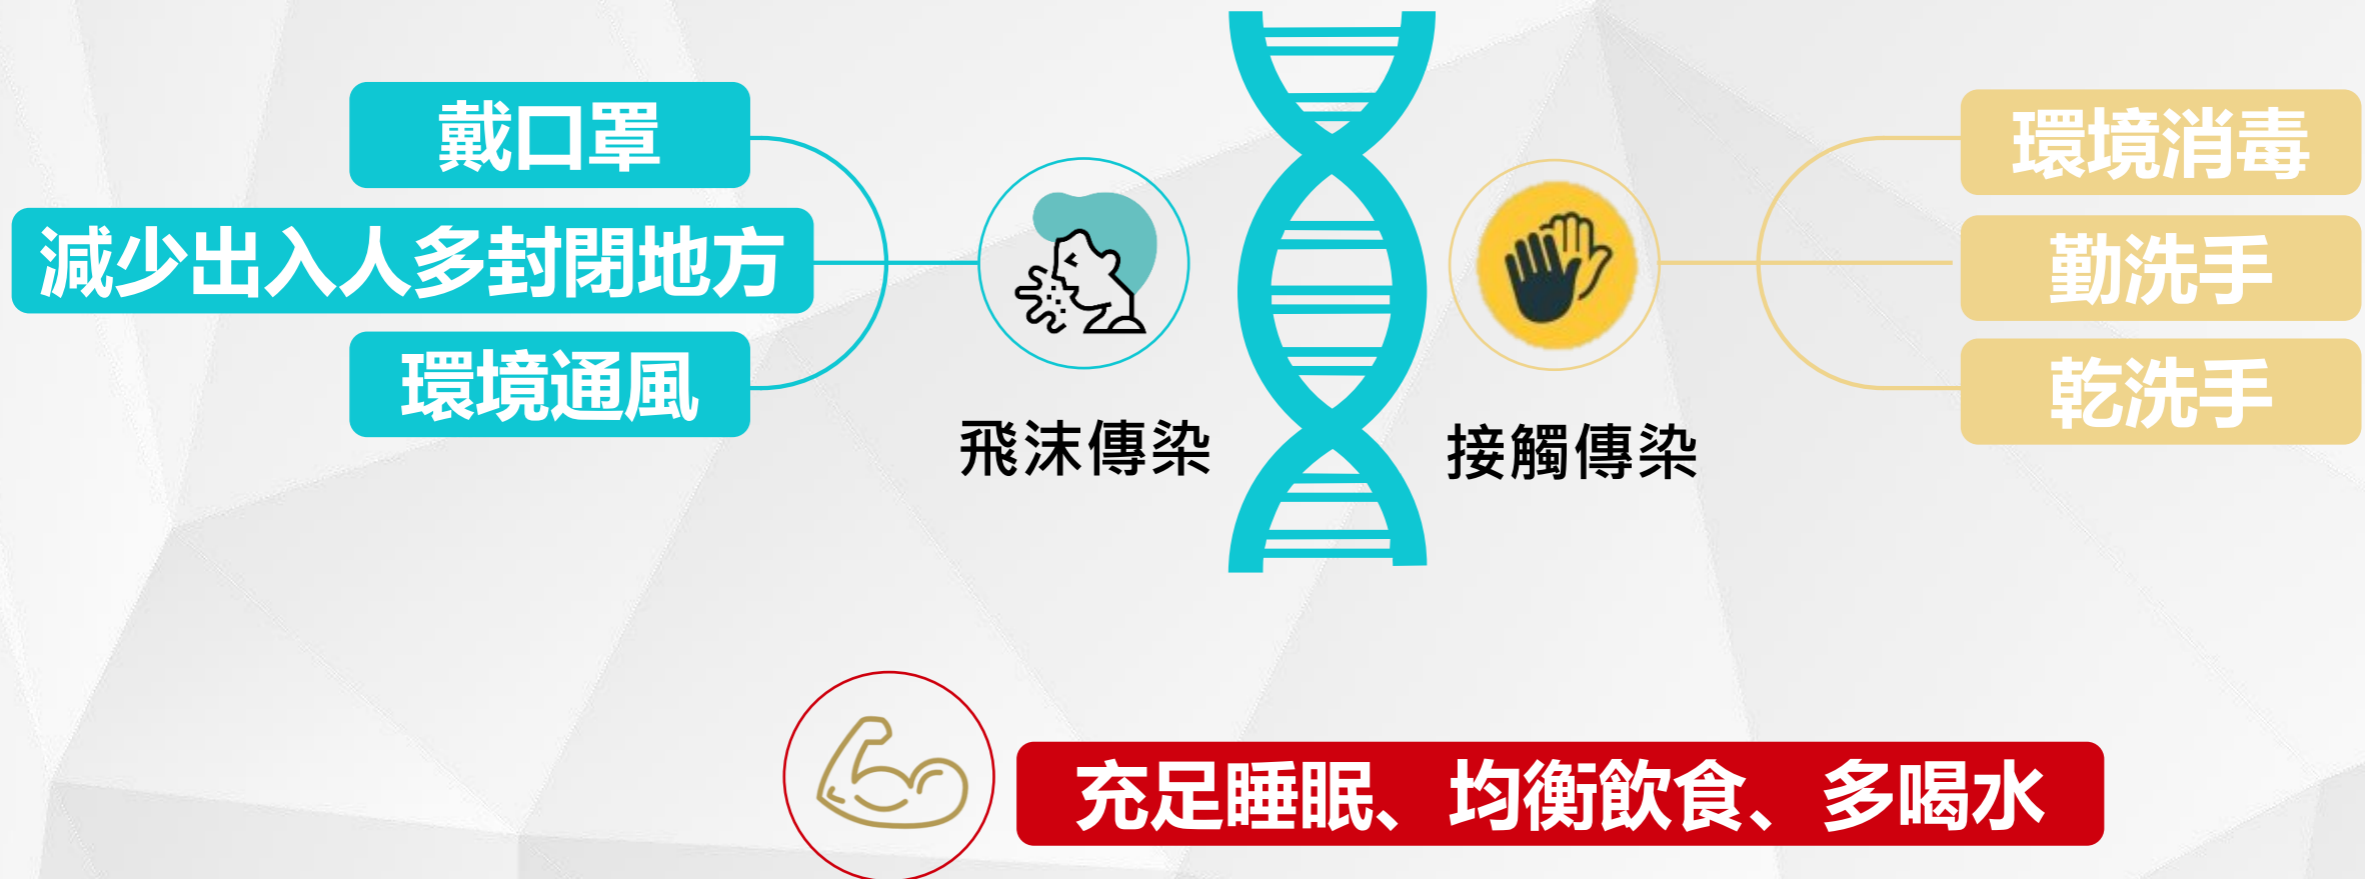 戴口罩
減少出入人多封閉地方
環境通風
飛沫傳染
接觸傳染
環境消毒
勤洗手
乾洗手
充足睡眠、均衡飲食、多喝水